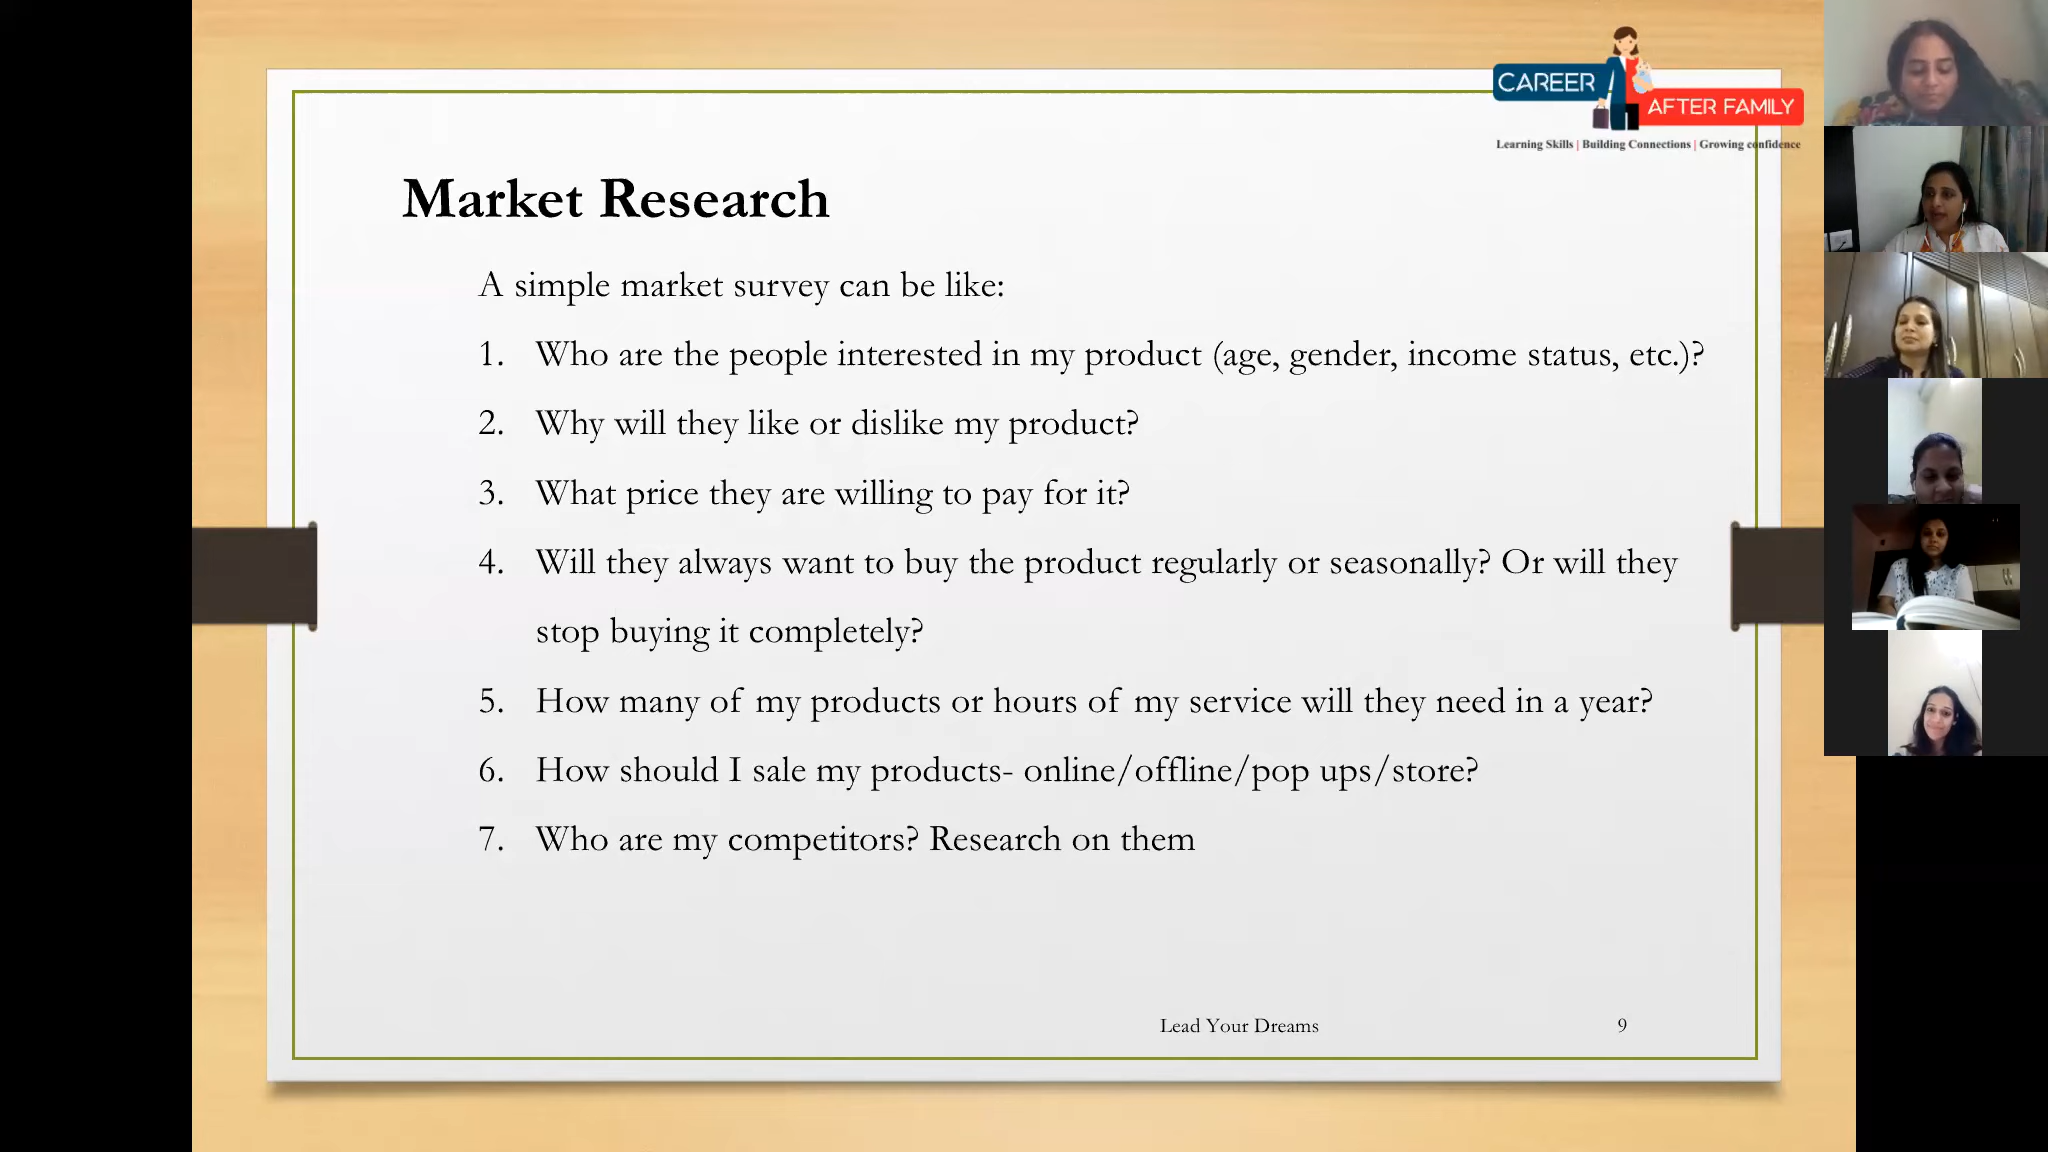 CAREER
AFTER FAMILY
Learning Skills | Building Connections | Growing confidence
Market Research
A simple market survey can be like:
1. Who are the people interested in my product (age, gender, income status, etc.)?
2. Why will they like or dislike my product?
3. What price they are willing to pay for it?
4. Will they always want to buy the product regularly or seasonally? Or will they
stop buying it completely?
5. How many of my products or hours of my service will they need in a year?
6. How should I sale my products- online/offline/pop ups/store?
7. Who are my competitors? Research on them
Lead Your Dreams 9